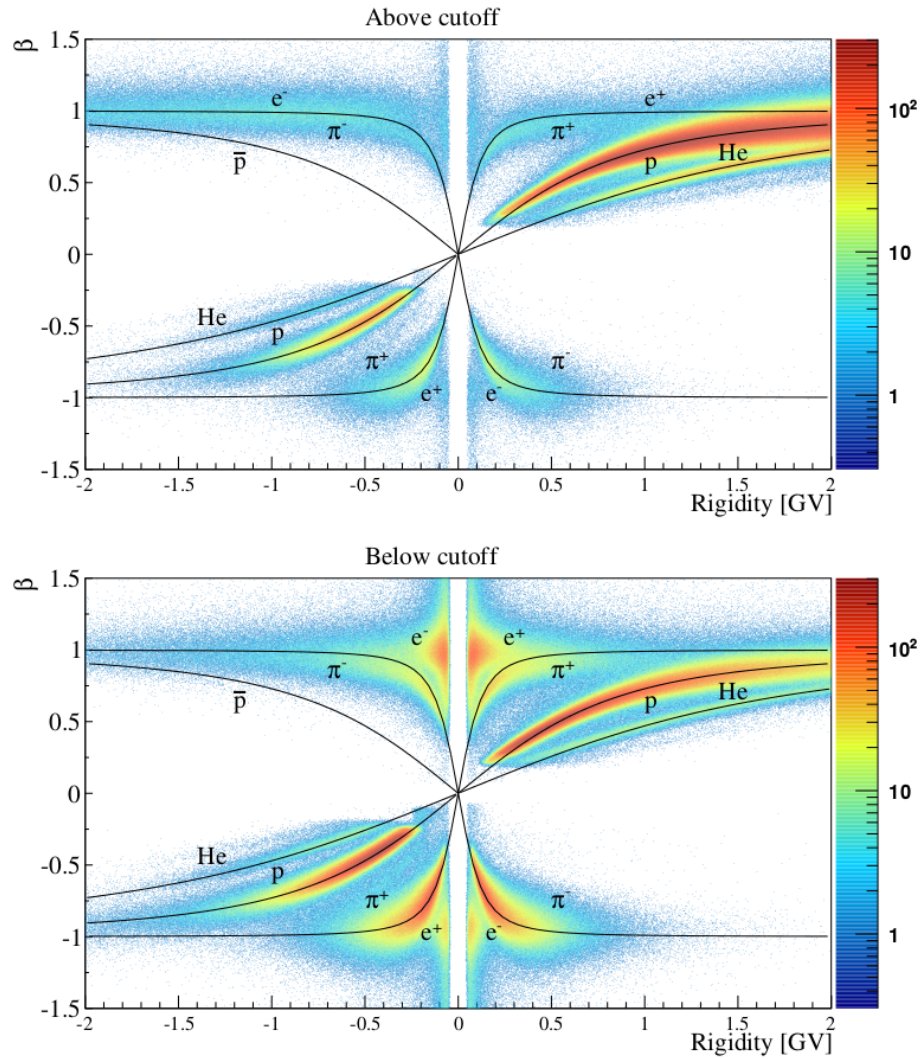 Above cutoff
β
1.5
1
0.5
0
-0.5
-1
-1.5
e⁻
π⁻
p̅
e⁺
π⁺
p
He
He
p
π⁺
e⁺
e⁻
π⁻
10²
10
1
-2 -1.5 -1 -0.5 0 0.5 1 1.5 2
Rigidity [GV]
Below cutoff
β
1.5
1
0.5
0
-0.5
-1
-1.5
e⁻
π⁻
p̅
e⁺
π⁺
p
He
He
p
π⁺
e⁺
e⁻
π⁻
10²
10
1
-2 -1.5 -1 -0.5 0 0.5 1 1.5 2
Rigidity [GV]